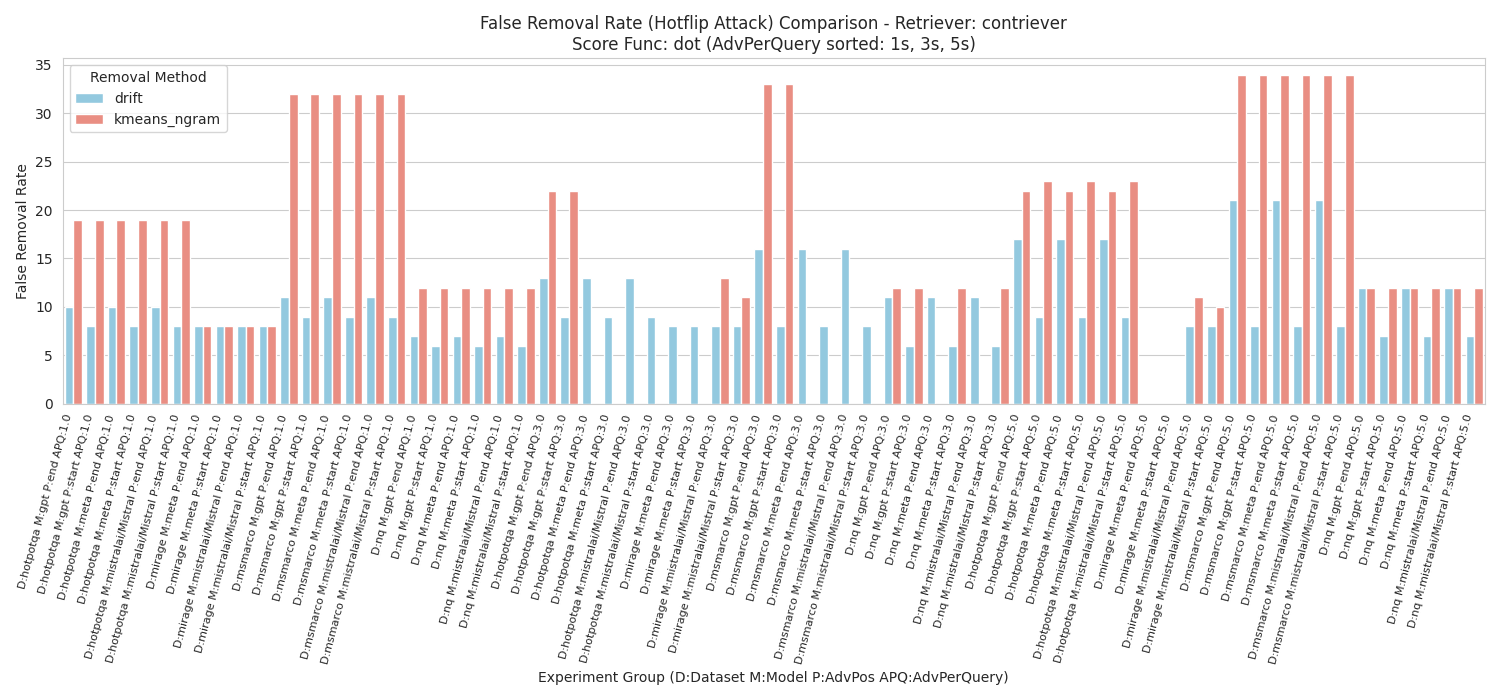 False Removal Rate (Hotflip Attack) Comparison - Retriever: contriever
Score Func: dot (AdvPerQuery sorted: 1s, 3s, 5s)
Removal Method
drift
kmeans_ngram
False Removal Rate
35
30
25
20
15
10
5
0
D:hotpotqa M:gpt P:end APQ:1.0
D:hotpotqa M:gpt P:start APQ:1.0
D:hotpotqa M:meta P:end APQ:1.0
D:hotpotqa M:meta P:start APQ:1.0
D:hotpotqa M:mistralai/Mistral P:end APQ:1.0
D:hotpotqa M:mistralai/Mistral P:start APQ:1.0
D:mirage M:meta P:end APQ:1.0
D:mirage M:meta P:start APQ:1.0
D:mirage M:mistralai/Mistral P:end APQ:1.0
D:mirage M:mistralai/Mistral P:start APQ:1.0
D:msmarco M:gpt P:end APQ:1.0
D:msmarco M:gpt P:start APQ:1.0
D:msmarco M:meta P:end APQ:1.0
D:msmarco M:meta P:start APQ:1.0
D:msmarco M:mistralai/Mistral P:end APQ:1.0
D:msmarco M:mistralai/Mistral P:start APQ:1.0
D:nq M:gpt P:end APQ:1.0
D:nq M:gpt P:start APQ:1.0
D:nq M:meta P:end APQ:1.0
D:nq M:meta P:start APQ:1.0
D:nq M:mistralai/Mistral P:end APQ:1.0
D:nq M:mistralai/Mistral P:start APQ:1.0
D:hotpotqa M:gpt P:end APQ:3.0
D:hotpotqa M:gpt P:start APQ:3.0
D:hotpotqa M:meta P:end APQ:3.0
D:hotpotqa M:meta P:start APQ:3.0
D:hotpotqa M:mistralai/Mistral P:end APQ:3.0
D:hotpotqa M:mistralai/Mistral P:start APQ:3.0
D:mirage M:meta P:end APQ:3.0
D:mirage M:meta P:start APQ:3.0
D:mirage M:mistralai/Mistral P:end APQ:3.0
D:mirage M:mistralai/Mistral P:start APQ:3.0
D:msmarco M:gpt P:end APQ:3.0
D:msmarco M:gpt P:start APQ:3.0
D:msmarco M:meta P:end APQ:3.0
D:msmarco M:meta P:start APQ:3.0
D:msmarco M:mistralai/Mistral P:end APQ:3.0
D:msmarco M:mistralai/Mistral P:start APQ:3.0
D:nq M:gpt P:end APQ:3.0
D:nq M:gpt P:start APQ:3.0
D:nq M:meta P:end APQ:3.0
D:nq M:meta P:start APQ:3.0
D:nq M:mistralai/Mistral P:end APQ:3.0
D:nq M:mistralai/Mistral P:start APQ:3.0
D:hotpotqa M:gpt P:end APQ:5.0
D:hotpotqa M:gpt P:start APQ:5.0
D:hotpotqa M:meta P:end APQ:5.0
D:hotpotqa M:meta P:start APQ:5.0
D:hotpotqa M:mistralai/Mistral P:end APQ:5.0
D:hotpotqa M:mistralai/Mistral P:start APQ:5.0
D:mirage M:meta P:end APQ:5.0
D:mirage M:meta P:start APQ:5.0
D:mirage M:mistralai/Mistral P:end APQ:5.0
D:mirage M:mistralai/Mistral P:start APQ:5.0
D:msmarco M:gpt P:end APQ:5.0
D:msmarco M:gpt P:start APQ:5.0
D:msmarco M:meta P:end APQ:5.0
D:msmarco M:meta P:start APQ:5.0
D:msmarco M:mistralai/Mistral P:end APQ:5.0
D:msmarco M:mistralai/Mistral P:start APQ:5.0
D:nq M:gpt P:end APQ:5.0
D:nq M:gpt P:start APQ:5.0
D:nq M:meta P:end APQ:5.0
D:nq M:meta P:start APQ:5.0
D:nq M:mistralai/Mistral P:end APQ:5.0
D:nq M:mistralai/Mistral P:start APQ:5.0
Experiment Group (D:Dataset M:Model P:AdvPos APQ:AdvPerQuery)